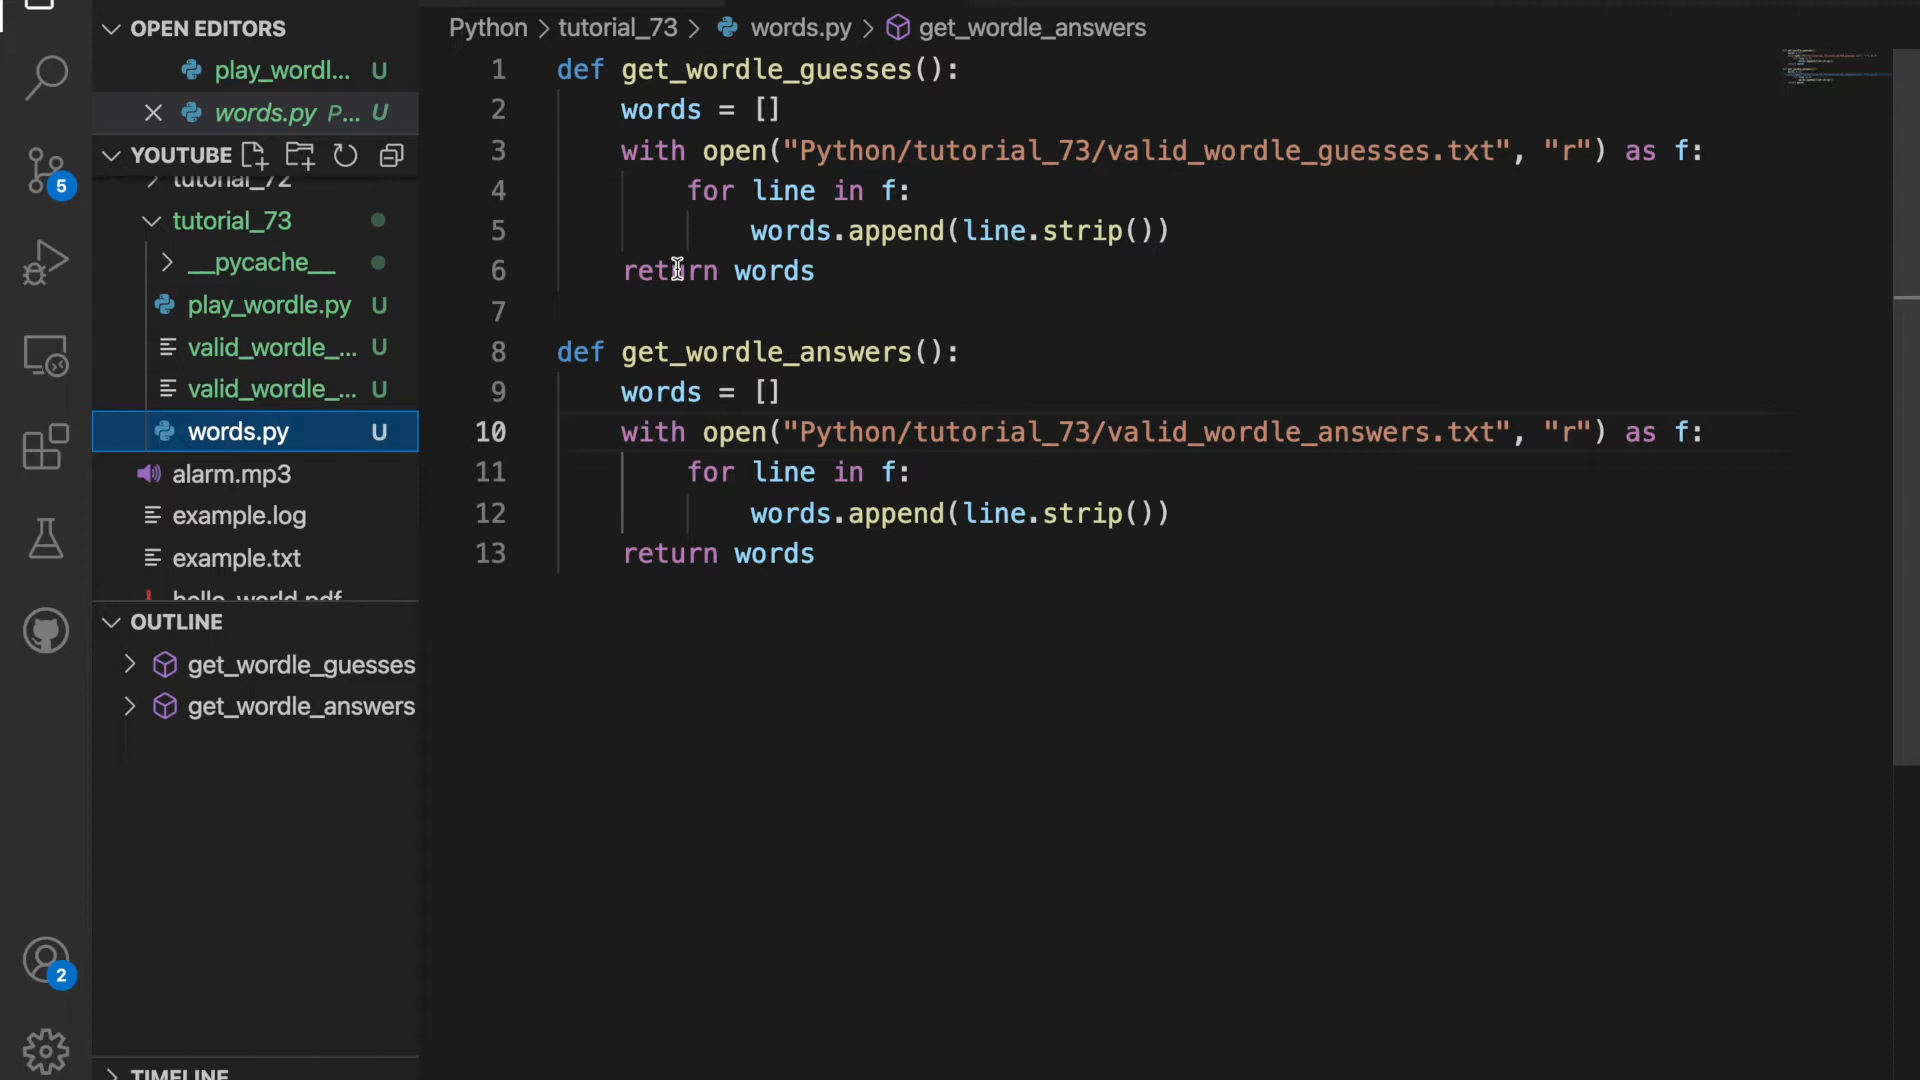 OPEN EDITORS
play_wordl... U
words.py P... U
YOUTUBE
tutorial_72
tutorial_73
__pycache__
play_wordle.py U
valid_wordle_... U
valid_wordle_... U
words.py U
alarm.mp3
example.log
example.txt
hello_world.pdf
OUTLINE
get_wordle_guesses
get_wordle_answers
TIMELINE
5
2
Python > tutorial_73 > words.py > get_wordle_answers
1 def get_wordle_guesses():
2 words = []
3 with open("Python/tutorial_73/valid_wordle_guesses.txt", "r") as f:
4 for line in f:
5 words.append(line.strip())
6 return words
7
8 def get_wordle_answers():
9 words = []
10 with open("Python/tutorial_73/valid_wordle_answers.txt", "r") as f:
11 for line in f:
12 words.append(line.strip())
13 return words